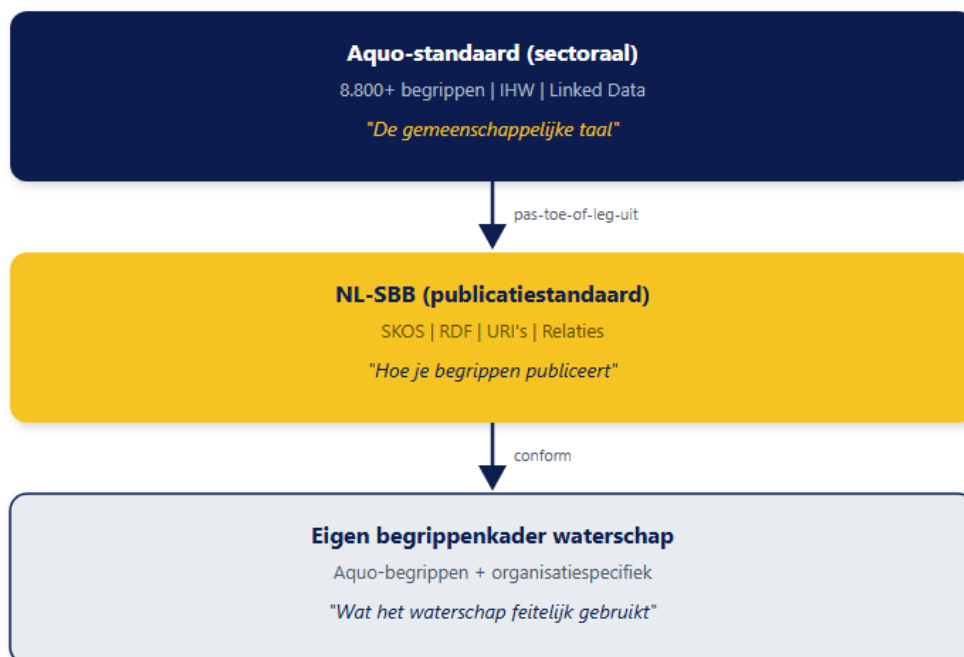 Aquo-standaard (sectoraal)
8.800+ begrippen | IHW | Linked Data
"De gemeenschappelijke taal"
pas-toe-of-leg-uit
NL-SBB (publicatiestandaard)
SKOS | RDF | URI's | Relaties
"Hoe je begrippen publiceert"
conform
Eigen begrippenkader waterschap
Aquo-begrippen + organisatiespecifiek
"Wat het waterschap feitelijk gebruikt"